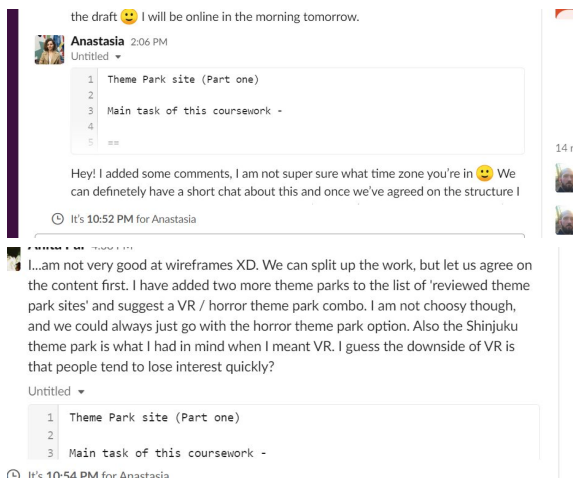 the draft 🙂 I will be online in the morning tomorrow.
Anastasia 2:06 PM
Untitled
1 Theme Park site (Part one)
2
3 Main task of this coursework -
4
5 ==
14 r
Hey! I added some comments, I am not super sure what time zone you're in 🙂 We
can definetely have a short chat about this and once we've agreed on the structure I
It's 10:52 PM for Anastasia
I...am not very good at wireframes XD. We can split up the work, but let us agree on
the content first. I have added two more theme parks to the list of 'reviewed theme
park sites' and suggest a VR / horror theme park combo. I am not choosy though,
and we could always just go with the horror theme park option. Also the Shinjuku
theme park is what I had in mind when I meant VR. I guess the downside of VR is
that people tend to lose interest quickly?
Untitled
1 Theme Park site (Part one)
2
3 Main task of this coursework -
It's 10:54 PM for Anastasia